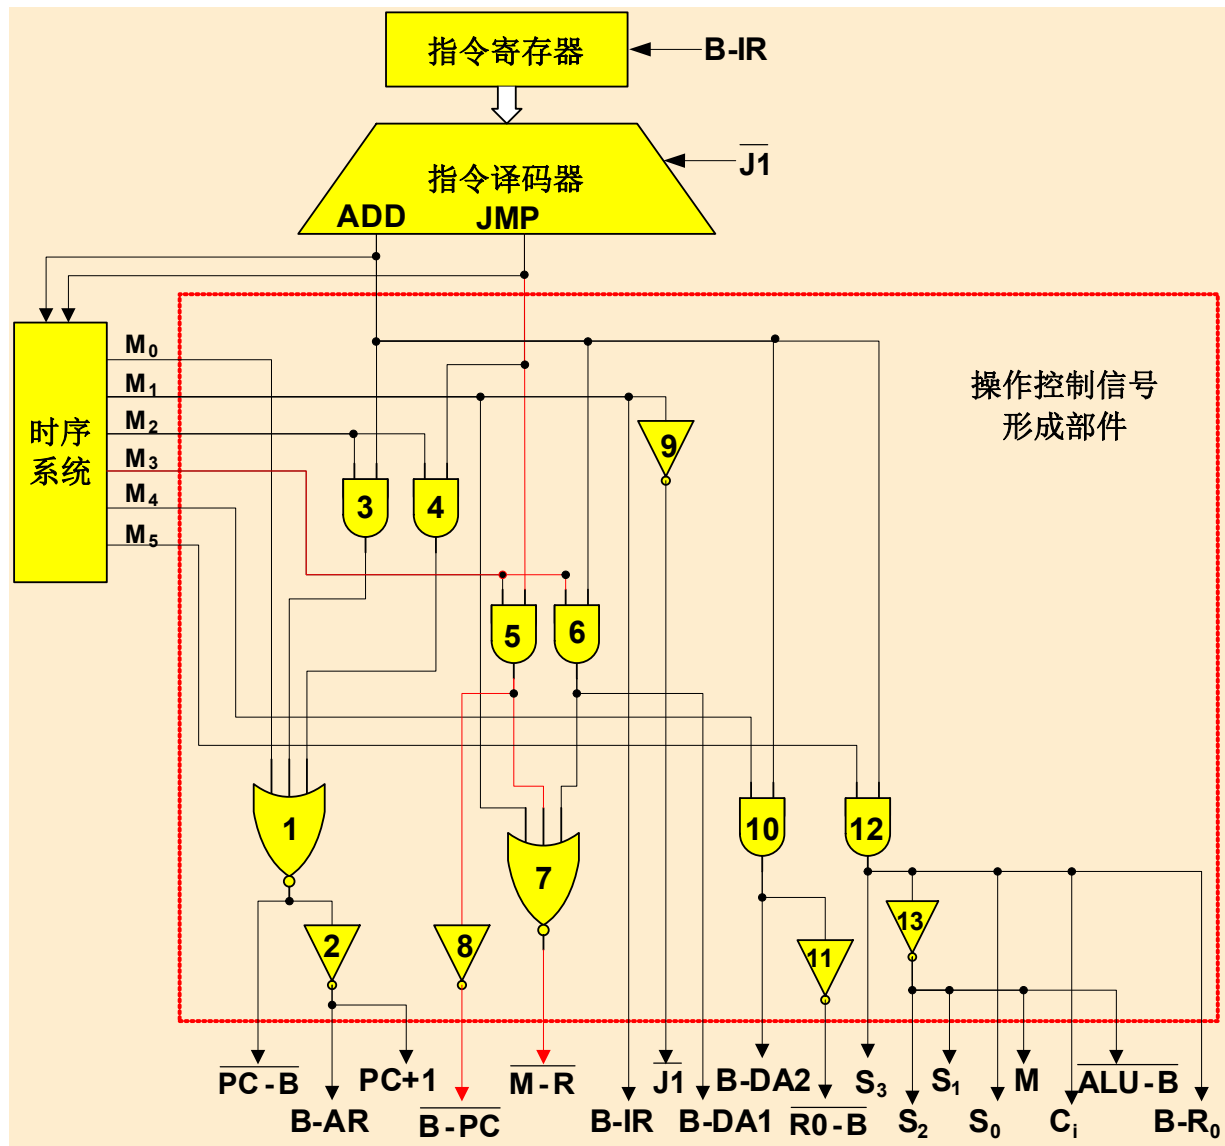 指令寄存器
B-IR
指令译码器
J1
ADD
JMP
M0
M1
M2
M3
M4
M5
时序
系统
操作控制信号
形成部件
9
3
4
5
6
1
7
10
12
2
8
11
13
PC-B
B-AR
PC+1
B-PC
M-R
B-IR
J1
B-DA1
B-DA2
R0-B
S3
S2
S1
S0
M
Ci
ALU-B
B-R0